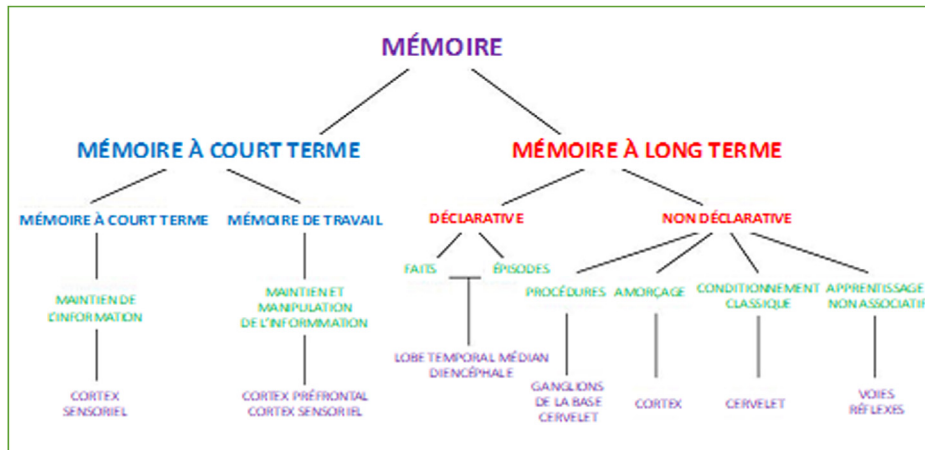 MÉMOIRE
MÉMOIRE À COURT TERME
MÉMOIRE À LONG TERME
MÉMOIRE À COURT TERME
MÉMOIRE DE TRAVAIL
DÉCLARATIVE
NON DÉCLARATIVE
MAINTIEN DE
L'INFORMATION
MAINTIEN ET
MANIPULATION
DE L'INFORMMATION
FAITS
ÉPISODES
PROCÉDURES
AMORÇAGE
CONDITIONNEMENT
CLASSIQUE
APPRENTISSAGE
NON ASSOCIATIF
CORTEX
SENSORIEL
CORTEX PRÉFRONTAL
CORTEX SENSORIEL
LOBE TEMPORAL MÉDIAN
DIENCÉPHALE
GANGLIONS
DE LA BASE
CERVELET
CORTEX
CERVELET
VOIES
RÉFLEXES